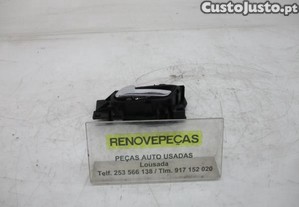 CustoJusto.pt
RENOVEPEÇAS
PEÇAS AUTO USADAS
Lousada
Telf. 253 566 138 / Tlm. 917 152 020